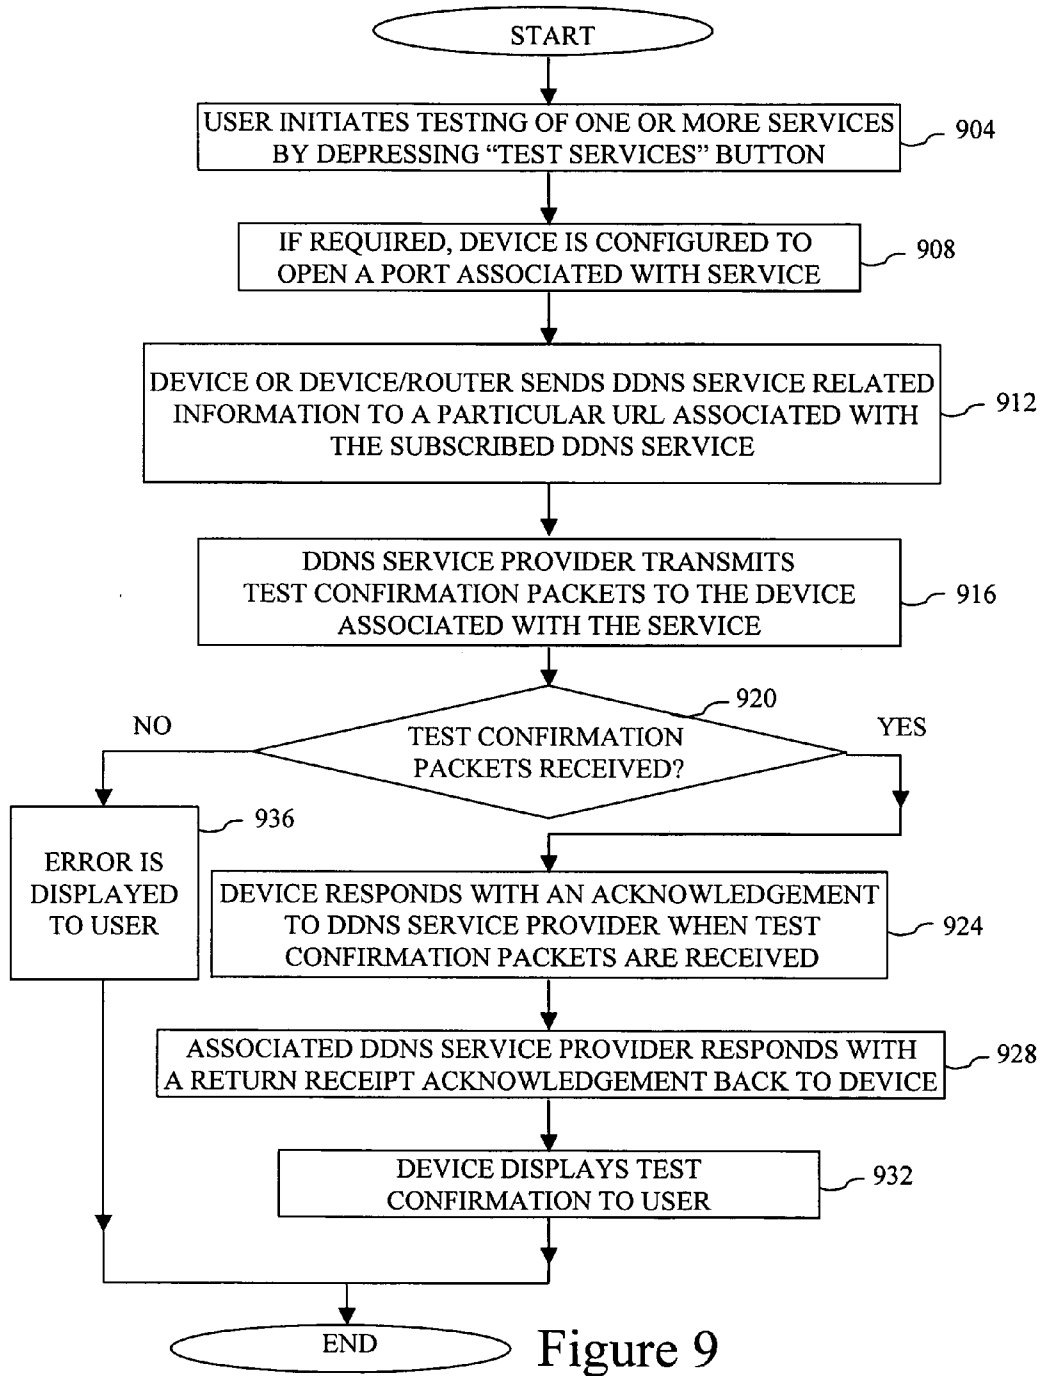 START
USER INITIATES TESTING OF ONE OR MORE SERVICES
BY DEPRESSING “TEST SERVICES” BUTTON
904
IF REQUIRED, DEVICE IS CONFIGURED TO
OPEN A PORT ASSOCIATED WITH SERVICE
908
DEVICE OR DEVICE/ROUTER SENDS DDNS SERVICE RELATED
INFORMATION TO A PARTICULAR URL ASSOCIATED WITH
THE SUBSCRIBED DDNS SERVICE
912
DDNS SERVICE PROVIDER TRANSMITS
TEST CONFIRMATION PACKETS TO THE DEVICE
ASSOCIATED WITH THE SERVICE
916
920
NO
YES
TEST CONFIRMATION
PACKETS RECEIVED?
936
ERROR IS
DISPLAYED
TO USER
DEVICE RESPONDS WITH AN ACKNOWLEDGEMENT
TO DDNS SERVICE PROVIDER WHEN TEST
CONFIRMATION PACKETS ARE RECEIVED
924
ASSOCIATED DDNS SERVICE PROVIDER RESPONDS WITH
A RETURN RECEIPT ACKNOWLEDGEMENT BACK TO DEVICE
928
DEVICE DISPLAYS TEST
CONFIRMATION TO USER
932
END
Figure 9